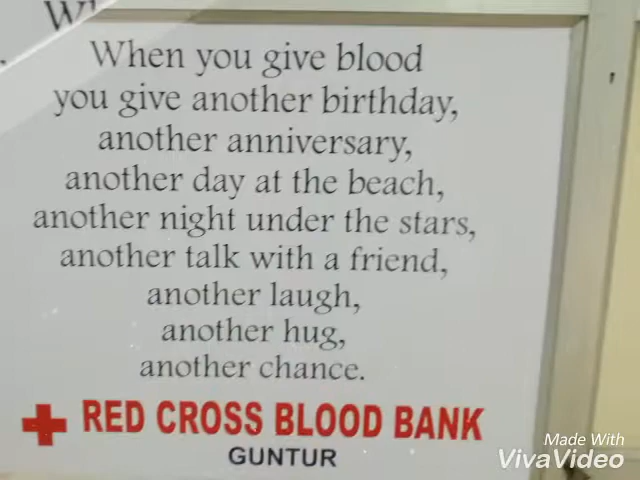 When you give blood
you give another birthday,
another anniversary,
another day at the beach,
another night under the stars,
another talk with a friend,
another laugh,
another hug,
another chance.
RED CROSS BLOOD BANK
GUNTUR
Made With
VivaVideo